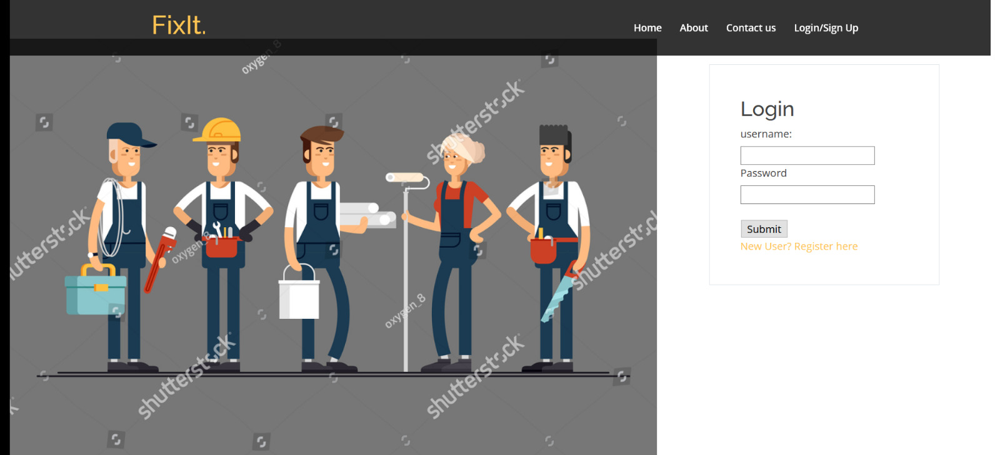 FixIt.
Home About Contact us Login/Sign Up
oxygen_8
shutterstock
Login
username:
Password
Submit
New User? Register here
shutterstock
oxygen_8
shutterstock
oxygen_8
shutterstock
shutterstock